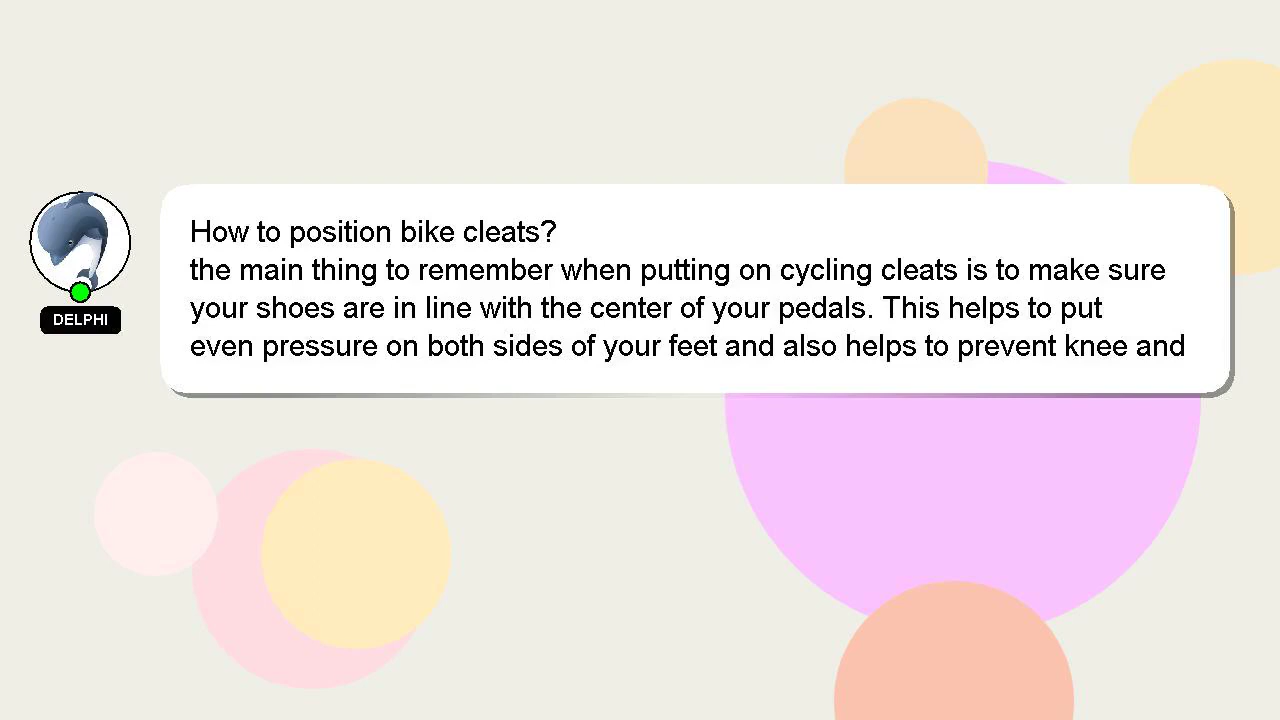 How to position bike cleats?
the main thing to remember when putting on cycling cleats is to make sure
your shoes are in line with the center of your pedals. This helps to put
even pressure on both sides of your feet and also helps to prevent knee and
DELPHI